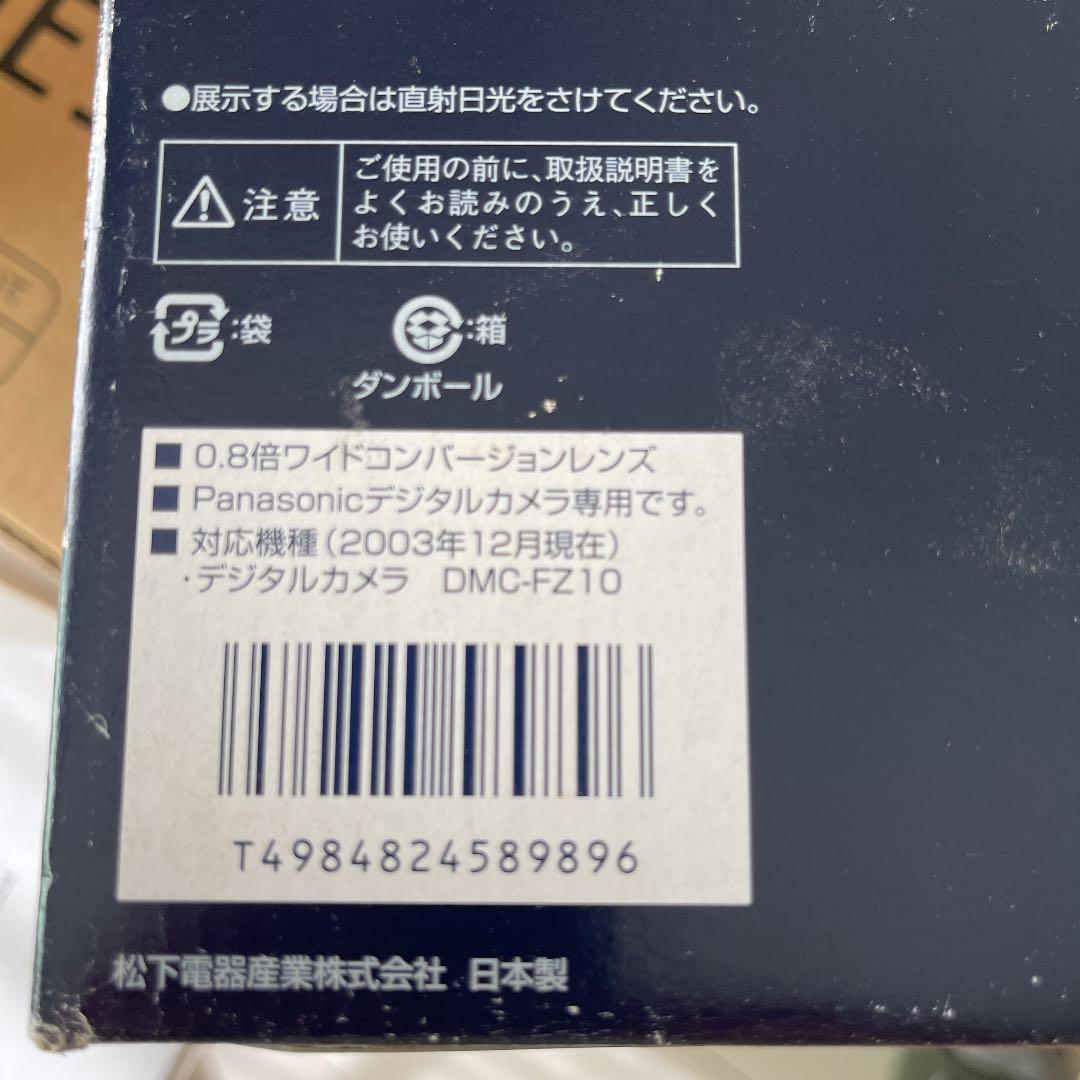 ●展示する場合は直射日光をさけてください。
注意
ご使用の前に、取扱説明書を
よくお読みのうえ、正しく
お使いください。
プラ :袋
:箱
ダンボール
■ 0.8倍ワイドコンバージョンレンズ
■ Panasonicデジタルカメラ専用です。
■ 対応機種(2003年12月現在)
・デジタルカメラ DMC-FZ10
T4984824589896
松下電器産業株式会社 日本製